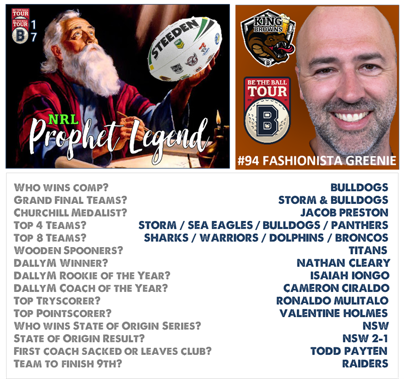 TOUR
B
1
7
STEEDEN
NRL
Prophet Legend
KING
BROWNS
BE THE BALL
TOUR
B
#94 FASHIONISTA GREENIE
WHO WINS COMP? BULLDOGS
GRAND FINAL TEAMS? STORM & BULLDOGS
CHURCHILL MEDALIST? JACOB PRESTON
TOP 4 TEAMS? STORM / SEA EAGLES / BULLDOGS / PANTHERS
TOP 8 TEAMS? SHARKS / WARRIORS / DOLPHINS / BRONCOS
WOODEN SPOONERS? TITANS
DALLYM WINNER? NATHAN CLEARY
DALLYM ROOKIE OF THE YEAR? ISAIAH IONGO
DALLYM COACH OF THE YEAR? CAMERON CIRALDO
TOP TRYSCORER? RONALDO MULITALO
TOP POINTSCORER? VALENTINE HOLMES
WHO WINS STATE OF ORIGIN SERIES? NSW
STATE OF ORIGIN RESULT? NSW 2-1
FIRST COACH SACKED OR LEAVES CLUB? TODD PAYTEN
TEAM TO FINISH 9TH? RAIDERS